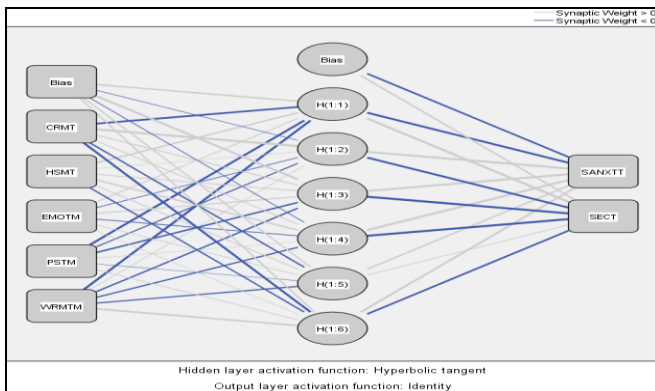 Synaptic Weight > 0
Synaptic Weight < 0
Bias
CRMT
HSMT
EMOTM
PSTM
WRMTM
Bias
H(1:1)
H(1:2)
H(1:3)
H(1:4)
H(1:5)
H(1:6)
SANXTT
SECT
Hidden layer activation function: Hyperbolic tangent
Output layer activation function: Identity